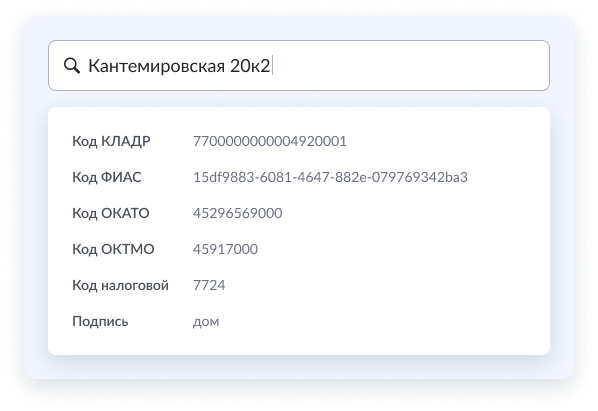 Кантемировская 20к2
Код КЛАДР 7700000000004920001
Код ФИАС 15df9883-6081-4647-882e-079769342ba3
Код ОКАТО 45296569000
Код ОКТМО 45917000
Код налоговой 7724
Подпись дом